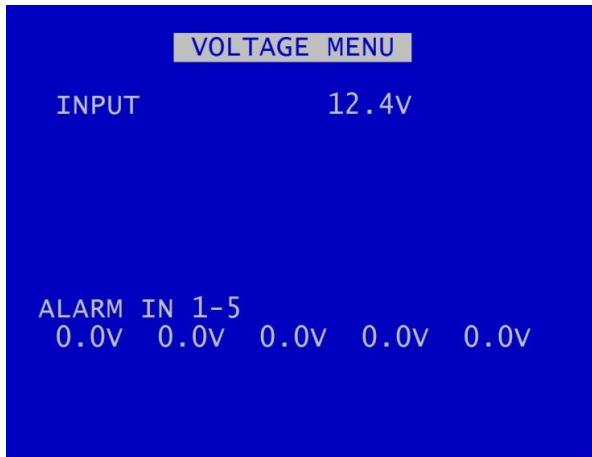 VOLTAGE MENU
INPUT 12.4V
ALARM IN 1-5
0.0V 0.0V 0.0V 0.0V 0.0V